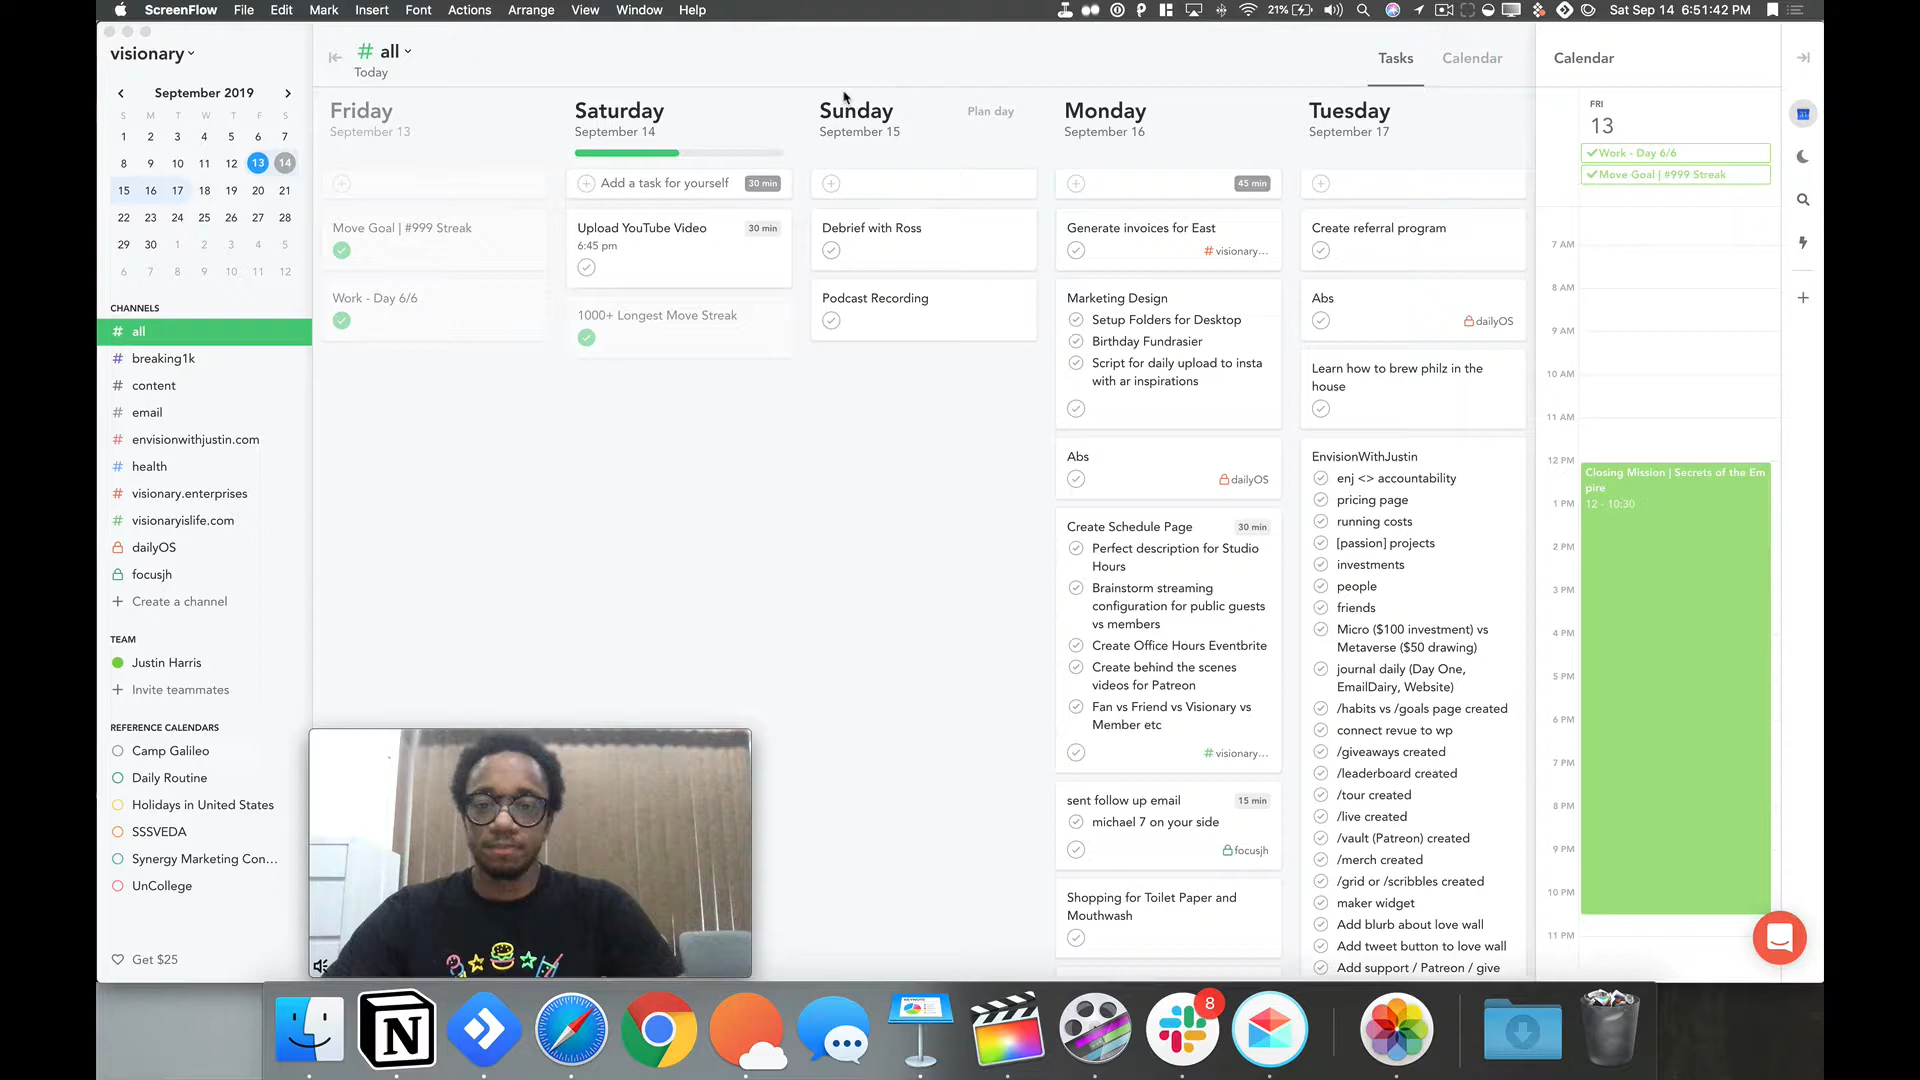 ScreenFlow File Edit Mark Insert Font Actions Arrange View Window Help 21% Sat Sep 14 6:51:42 PM
visionary
September 2019
S M T W T F S
1 2 3 4 5 6 7
8 9 10 11 12 13 14
15 16 17 18 19 20 21
22 23 24 25 26 27 28
29 30 1 2 3 4 5
6 7 8 9 10 11 12
CHANNELS
# all
# breaking1k
# content
# email
# envisionwithjustin.com
# health
# visionary.enterprises
# visionaryislife.com
dailyOS
focusjh
+ Create a channel
TEAM
Justin Harris
+ Invite teammates
REFERENCE CALENDARS
Camp Galileo
Daily Routine
Holidays in United States
SSSVEDA
Synergy Marketing Con...
UnCollege
Get $25
# all
Today
Tasks Calendar
Friday
September 13
Move Goal | #999 Streak
Work - Day 6/6
Saturday
September 14
Add a task for yourself 30 min
Upload YouTube Video 30 min
6:45 pm
1000+ Longest Move Streak
Sunday Plan day
September 15
Debrief with Ross
Podcast Recording
Monday
September 16
45 min
Generate invoices for East
# visionary...
Marketing Design
Setup Folders for Desktop
Birthday Fundrasier
Script for daily upload to insta
with ar inspirations
Abs
dailyOS
Create Schedule Page 30 min
Perfect description for Studio
Hours
Brainstorm streaming
configuration for public guests
vs members
Create Office Hours Eventbrite
Create behind the scenes
videos for Patreon
Fan vs Friend vs Visionary vs
Member etc
# visionary...
sent follow up email 15 min
michael 7 on your side
focusjh
Shopping for Toilet Paper and
Mouthwash
Tuesday
September 17
Create referral program
Abs
dailyOS
Learn how to brew philz in the
house
EnvisionWithJustin
enj <> accountability
pricing page
running costs
[passion] projects
investments
people
friends
Micro ($100 investment) vs
Metaverse ($50 drawing)
journal daily (Day One,
EmailDairy, Website)
/habits vs /goals page created
connect revue to wp
/giveaways created
/leaderboard created
/tour created
/live created
/vault (Patreon) created
/merch created
/grid or /scribbles created
maker widget
Add blurb about love wall
Add tweet button to love wall
Add support / Patreon / give
Calendar
FRI
13
Work - Day 6/6
Move Goal | #999 Streak
7 AM
8 AM
9 AM
10 AM
11 AM
12 PM
Closing Mission | Secrets of the Em
pire
12 - 10:30
1 PM
2 PM
3 PM
4 PM
5 PM
6 PM
7 PM
8 PM
9 PM
10 PM
11 PM
KEYNOTE
8